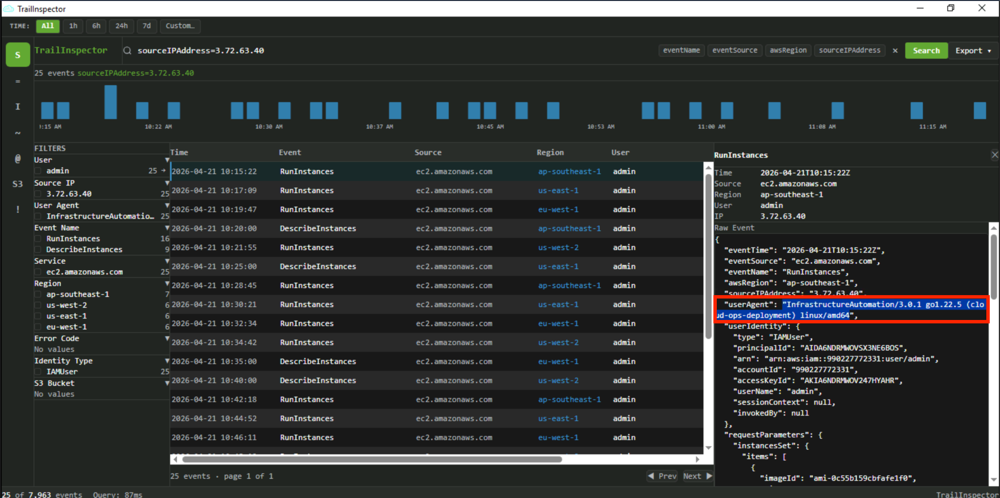 TrailInspector
TIME: All 1h 6h 24h 7d Custom…
S TrailInspector sourceIPAddress=3.72.63.40 eventName eventSource awsRegion sourceIPAddress × Search Export ▾
25 events sourceIPAddress=3.72.63.40
10:22 AM 10:30 AM 10:37 AM 10:45 AM 10:53 AM 11:00 AM 11:08 AM 11:15 AM
=
I
~
@
S3
!
FILTERS
User ▼
admin 25 →
Source IP ▼
3.72.63.40 25
User Agent ▼
InfrastructureAutomatio… 25
Event Name ▼
RunInstances 16
DescribeInstances 9
Service ▼
ec2.amazonaws.com 25
Region ▼
ap-southeast-1 7
us-west-2 6
us-east-1 6
eu-west-1 6
Error Code ▼
No values
Identity Type ▼
IAMUser 25
S3 Bucket ▼
No values
Time Event Source Region User
2026-04-21 10:15:22 RunInstances ec2.amazonaws.com ap-southeast-1 admin
2026-04-21 10:17:09 RunInstances ec2.amazonaws.com us-east-1 admin
2026-04-21 10:19:47 RunInstances ec2.amazonaws.com eu-west-1 admin
2026-04-21 10:20:00 DescribeInstances ec2.amazonaws.com ap-southeast-1 admin
2026-04-21 10:21:55 RunInstances ec2.amazonaws.com us-west-2 admin
2026-04-21 10:25:00 DescribeInstances ec2.amazonaws.com us-east-1 admin
2026-04-21 10:28:45 RunInstances ec2.amazonaws.com ap-southeast-1 admin
2026-04-21 10:30:21 RunInstances ec2.amazonaws.com us-east-1 admin
2026-04-21 10:32:34 RunInstances ec2.amazonaws.com eu-west-1 admin
2026-04-21 10:34:42 RunInstances ec2.amazonaws.com us-west-2 admin
2026-04-21 10:35:00 DescribeInstances ec2.amazonaws.com eu-west-1 admin
2026-04-21 10:40:00 DescribeInstances ec2.amazonaws.com us-west-2 admin
2026-04-21 10:42:18 RunInstances ec2.amazonaws.com ap-southeast-1 admin
2026-04-21 10:44:52 RunInstances ec2.amazonaws.com us-east-1 admin
2026-04-21 10:46:11 RunInstances ec2.amazonaws.com eu-west-1 admin
25 events · page 1 of 1 ◀ Prev Next ▶
RunInstances ×
Time 2026-04-21T10:15:22Z
Source ec2.amazonaws.com
Region ap-southeast-1
User admin
IP 3.72.63.40
Raw Event
{
"eventTime": "2026-04-21T10:15:22Z",
"eventSource": "ec2.amazonaws.com",
"eventName": "RunInstances",
"awsRegion": "ap-southeast-1",
"sourceIPAddress": "3.72.63.40",
"userAgent": "InfrastructureAutomation/3.0.1 go1.22.5 (clo
ud-ops-deployment) linux/amd64",
"userIdentity": {
"type": "IAMUser",
"principalId": "AIDA6NDRMWOVSX3NE6BOS",
"arn": "arn:aws:iam::990227772331:user/admin",
"accountId": "990227772331",
"accessKeyId": "AKIA6NDRMWOV247HYAHR",
"userName": "admin",
"sessionContext": null,
"invokedBy": null
},
"requestParameters": {
"instancesSet": {
"items": [
{
"imageId": "ami-0c55b159cbfafe1f0",
25 of 7,963 events Query: 87ms TrailInspector